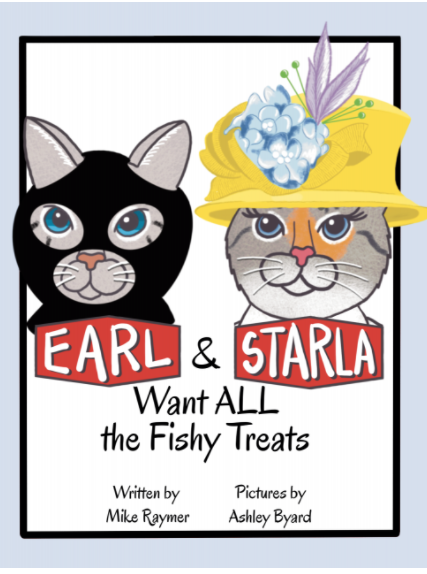 EARL & STARLA
Want ALL
the Fishy Treats
Written by
Mike Raymer
Pictures by
Ashley Byard